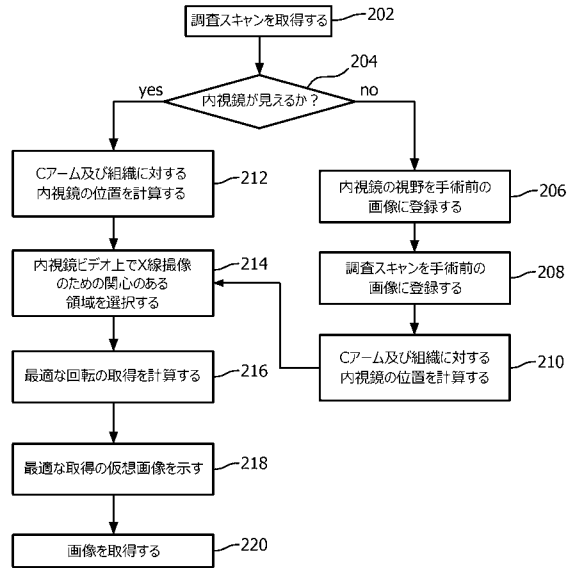 調査スキャンを取得する
202
内視鏡が見えるか？
204
yes
no
Cアーム及び組織に対する
内視鏡の位置を計算する
212
内視鏡の視野を手術前の
画像に登録する
206
内視鏡ビデオ上でX線撮像
のための関心のある
領域を選択する
214
調査スキャンを手術前の
画像に登録する
208
Cアーム及び組織に対する
内視鏡の位置を計算する
210
最適な回転の取得を計算する
216
最適な取得の仮想画像を示す
218
画像を取得する
220